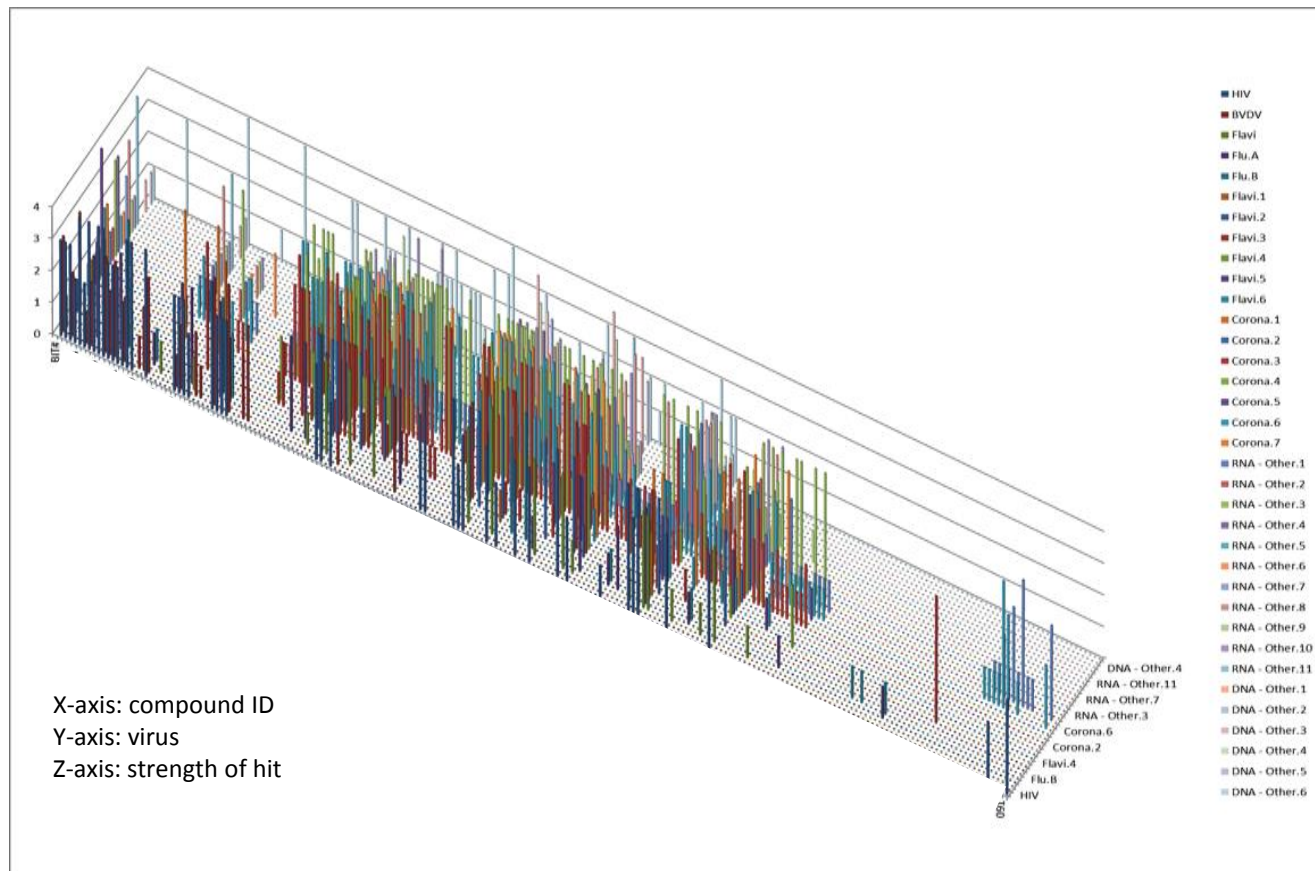 4
3
2
1
0
DNA - Other.4
RNA - Other.11
RNA - Other.7
RNA - Other.3
Corona.6
Corona.2
Flavi.4
Flu.B
HIV
X-axis: compound ID
Y-axis: virus
Z-axis: strength of hit
HIV
BVDV
Flavi
Flu.A
Flu.B
Flavi.1
Flavi.2
Flavi.3
Flavi.4
Flavi.5
Flavi.6
Corona.1
Corona.2
Corona.3
Corona.4
Corona.5
Corona.6
Corona.7
RNA - Other.1
RNA - Other.2
RNA - Other.3
RNA - Other.4
RNA - Other.5
RNA - Other.6
RNA - Other.7
RNA - Other.8
RNA - Other.9
RNA - Other.10
RNA - Other.11
DNA - Other.1
DNA - Other.2
DNA - Other.3
DNA - Other.4
DNA - Other.5
DNA - Other.6